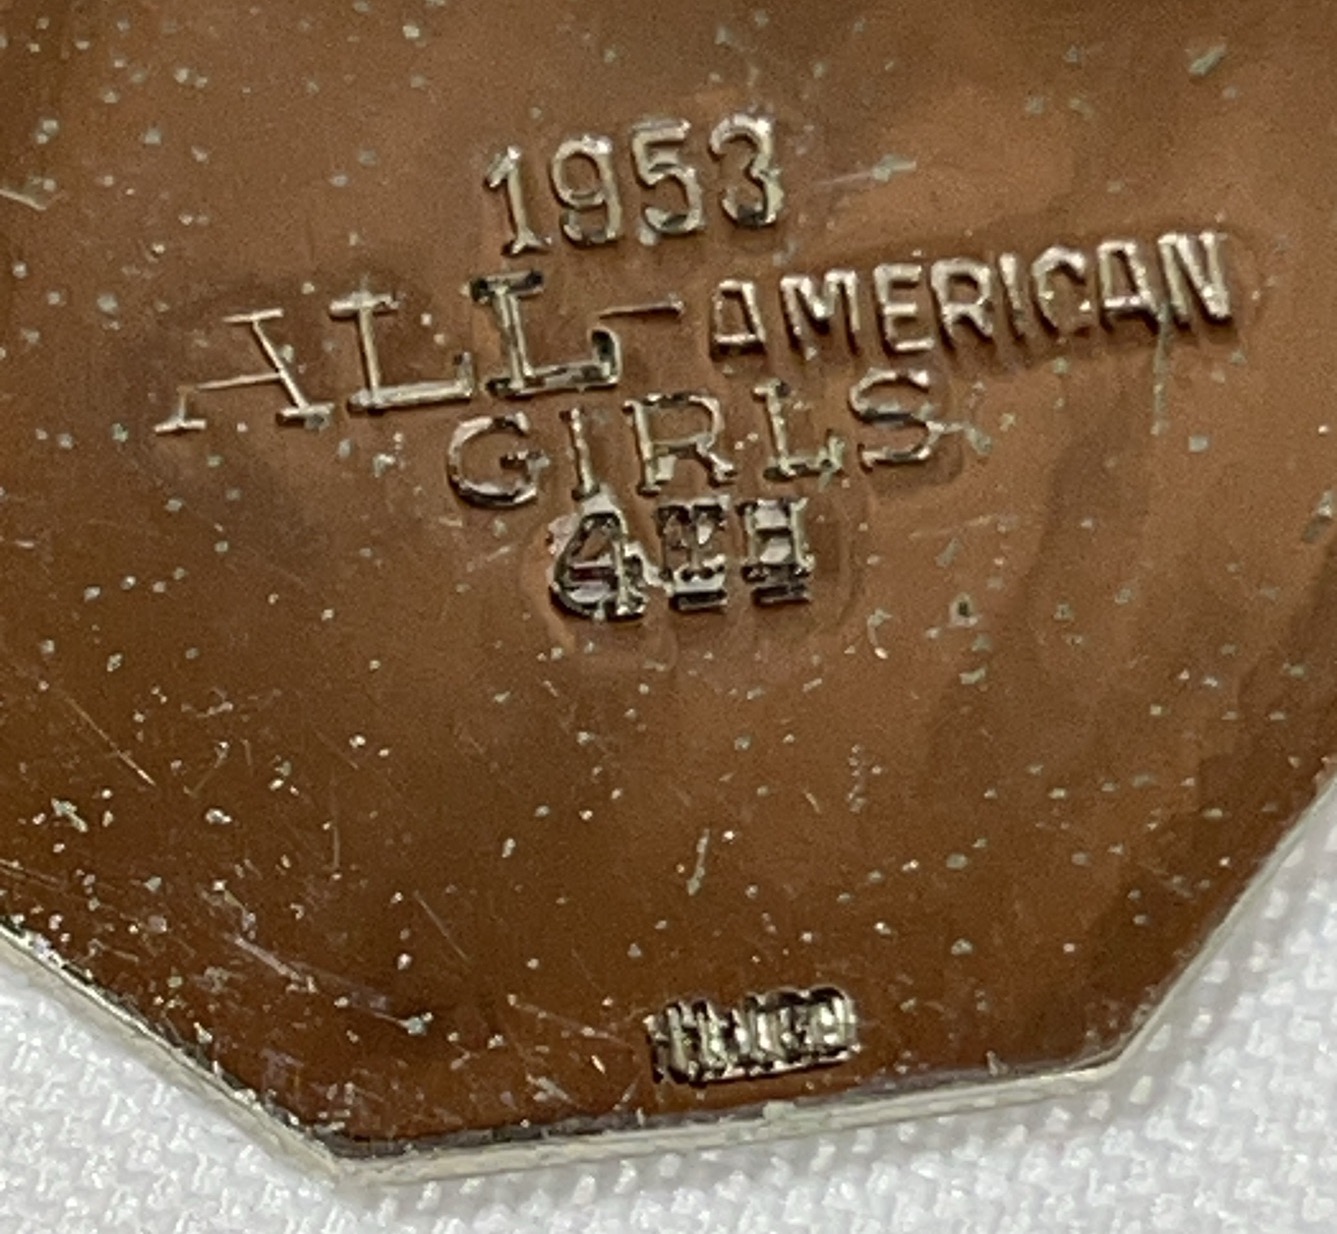 1953
ALL-AMERICAN
GIRLS
4TH